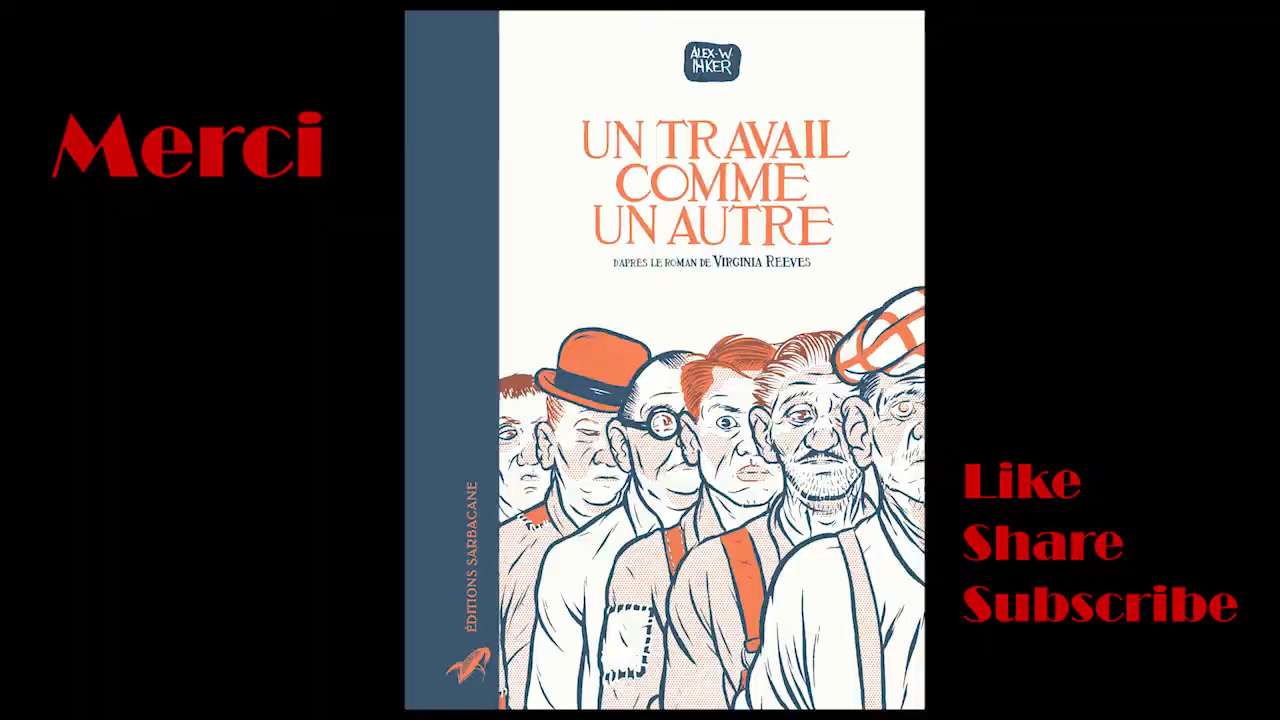 Merci
ALEX-W-
INKER
UN TRAVAIL
COMME
UN AUTRE
D'APRÈS LE ROMAN DE VIRGINIA REEVES
ÉDITIONS SARBACANE
Like
Share
Subscribe